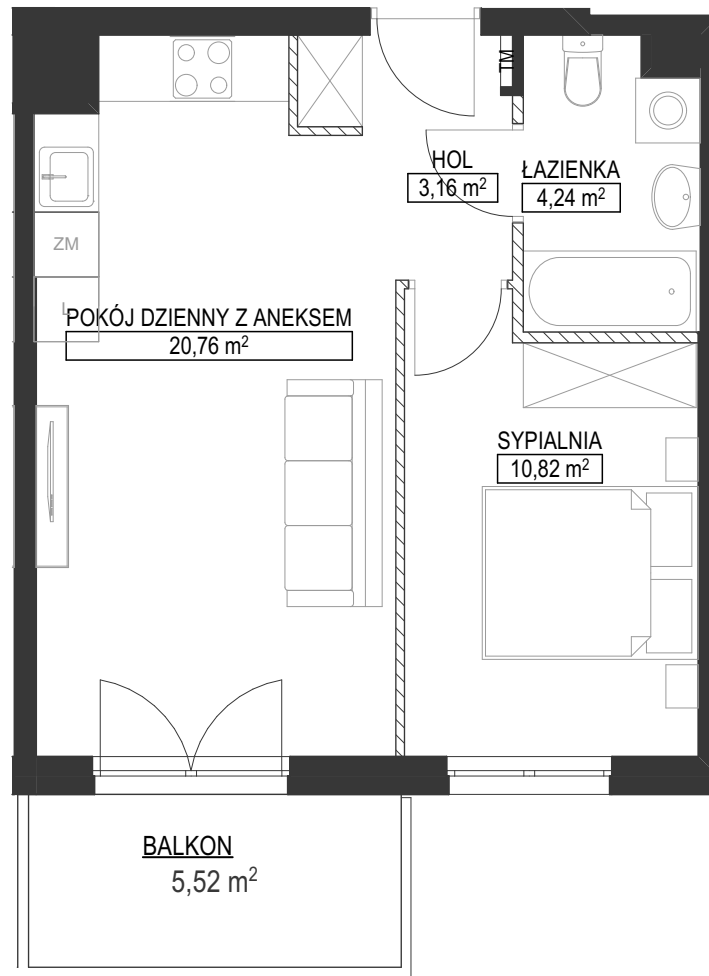 TM
HOL
3,16 m²
ŁAZIENKA
4,24 m²
ZM
L
POKÓJ DZIENNY Z ANEKSEM
20,76 m²
SYPIALNIA
10,82 m²
BALKON
5,52 m²